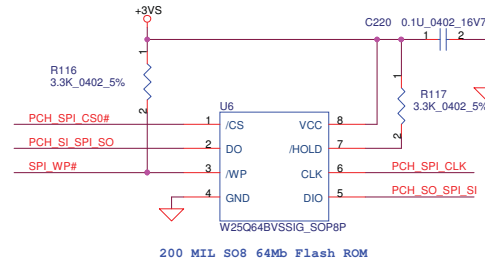 +3VS
C220 0.1U_0402_16V7
1 2
R116
3.3K_0402_5%
1
2
R117
3.3K_0402_5%
1
2
U6
PCH_SPI_CS0# 1 /CS VCC 8
PCH_SI_SPI_SO 2 DO /HOLD 7
SPI_WP# 3 /WP CLK 6 PCH_SPI_CLK
4 GND DIO 5 PCH_SO_SPI_SI
W25Q64BVSSIG_SOP8P
200 MIL SO8 64Mb Flash ROM